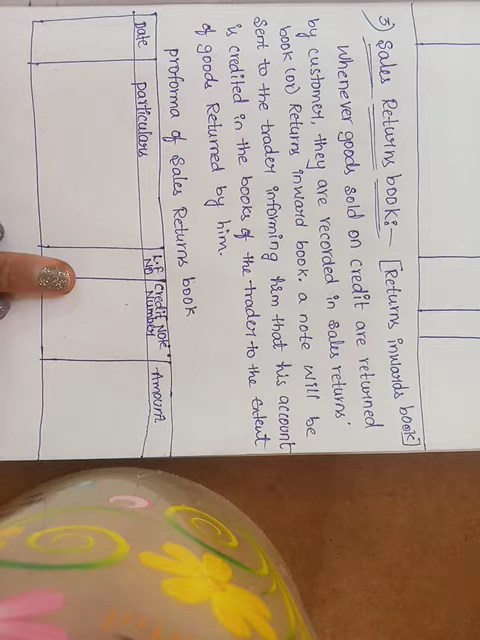 3) Sales Returns book:- [Returns inwards book]
Whenever goods sold on credit are returned
by customer, they are recorded in sales returns
book (or) Returns inward book. a note will be
sent to the trader informing him that his account
is credited in the books of the trader to the extent
of goods Returned by him.
proforma of Sales Returns book
Date particulars L.F No Credit Note Number Amount